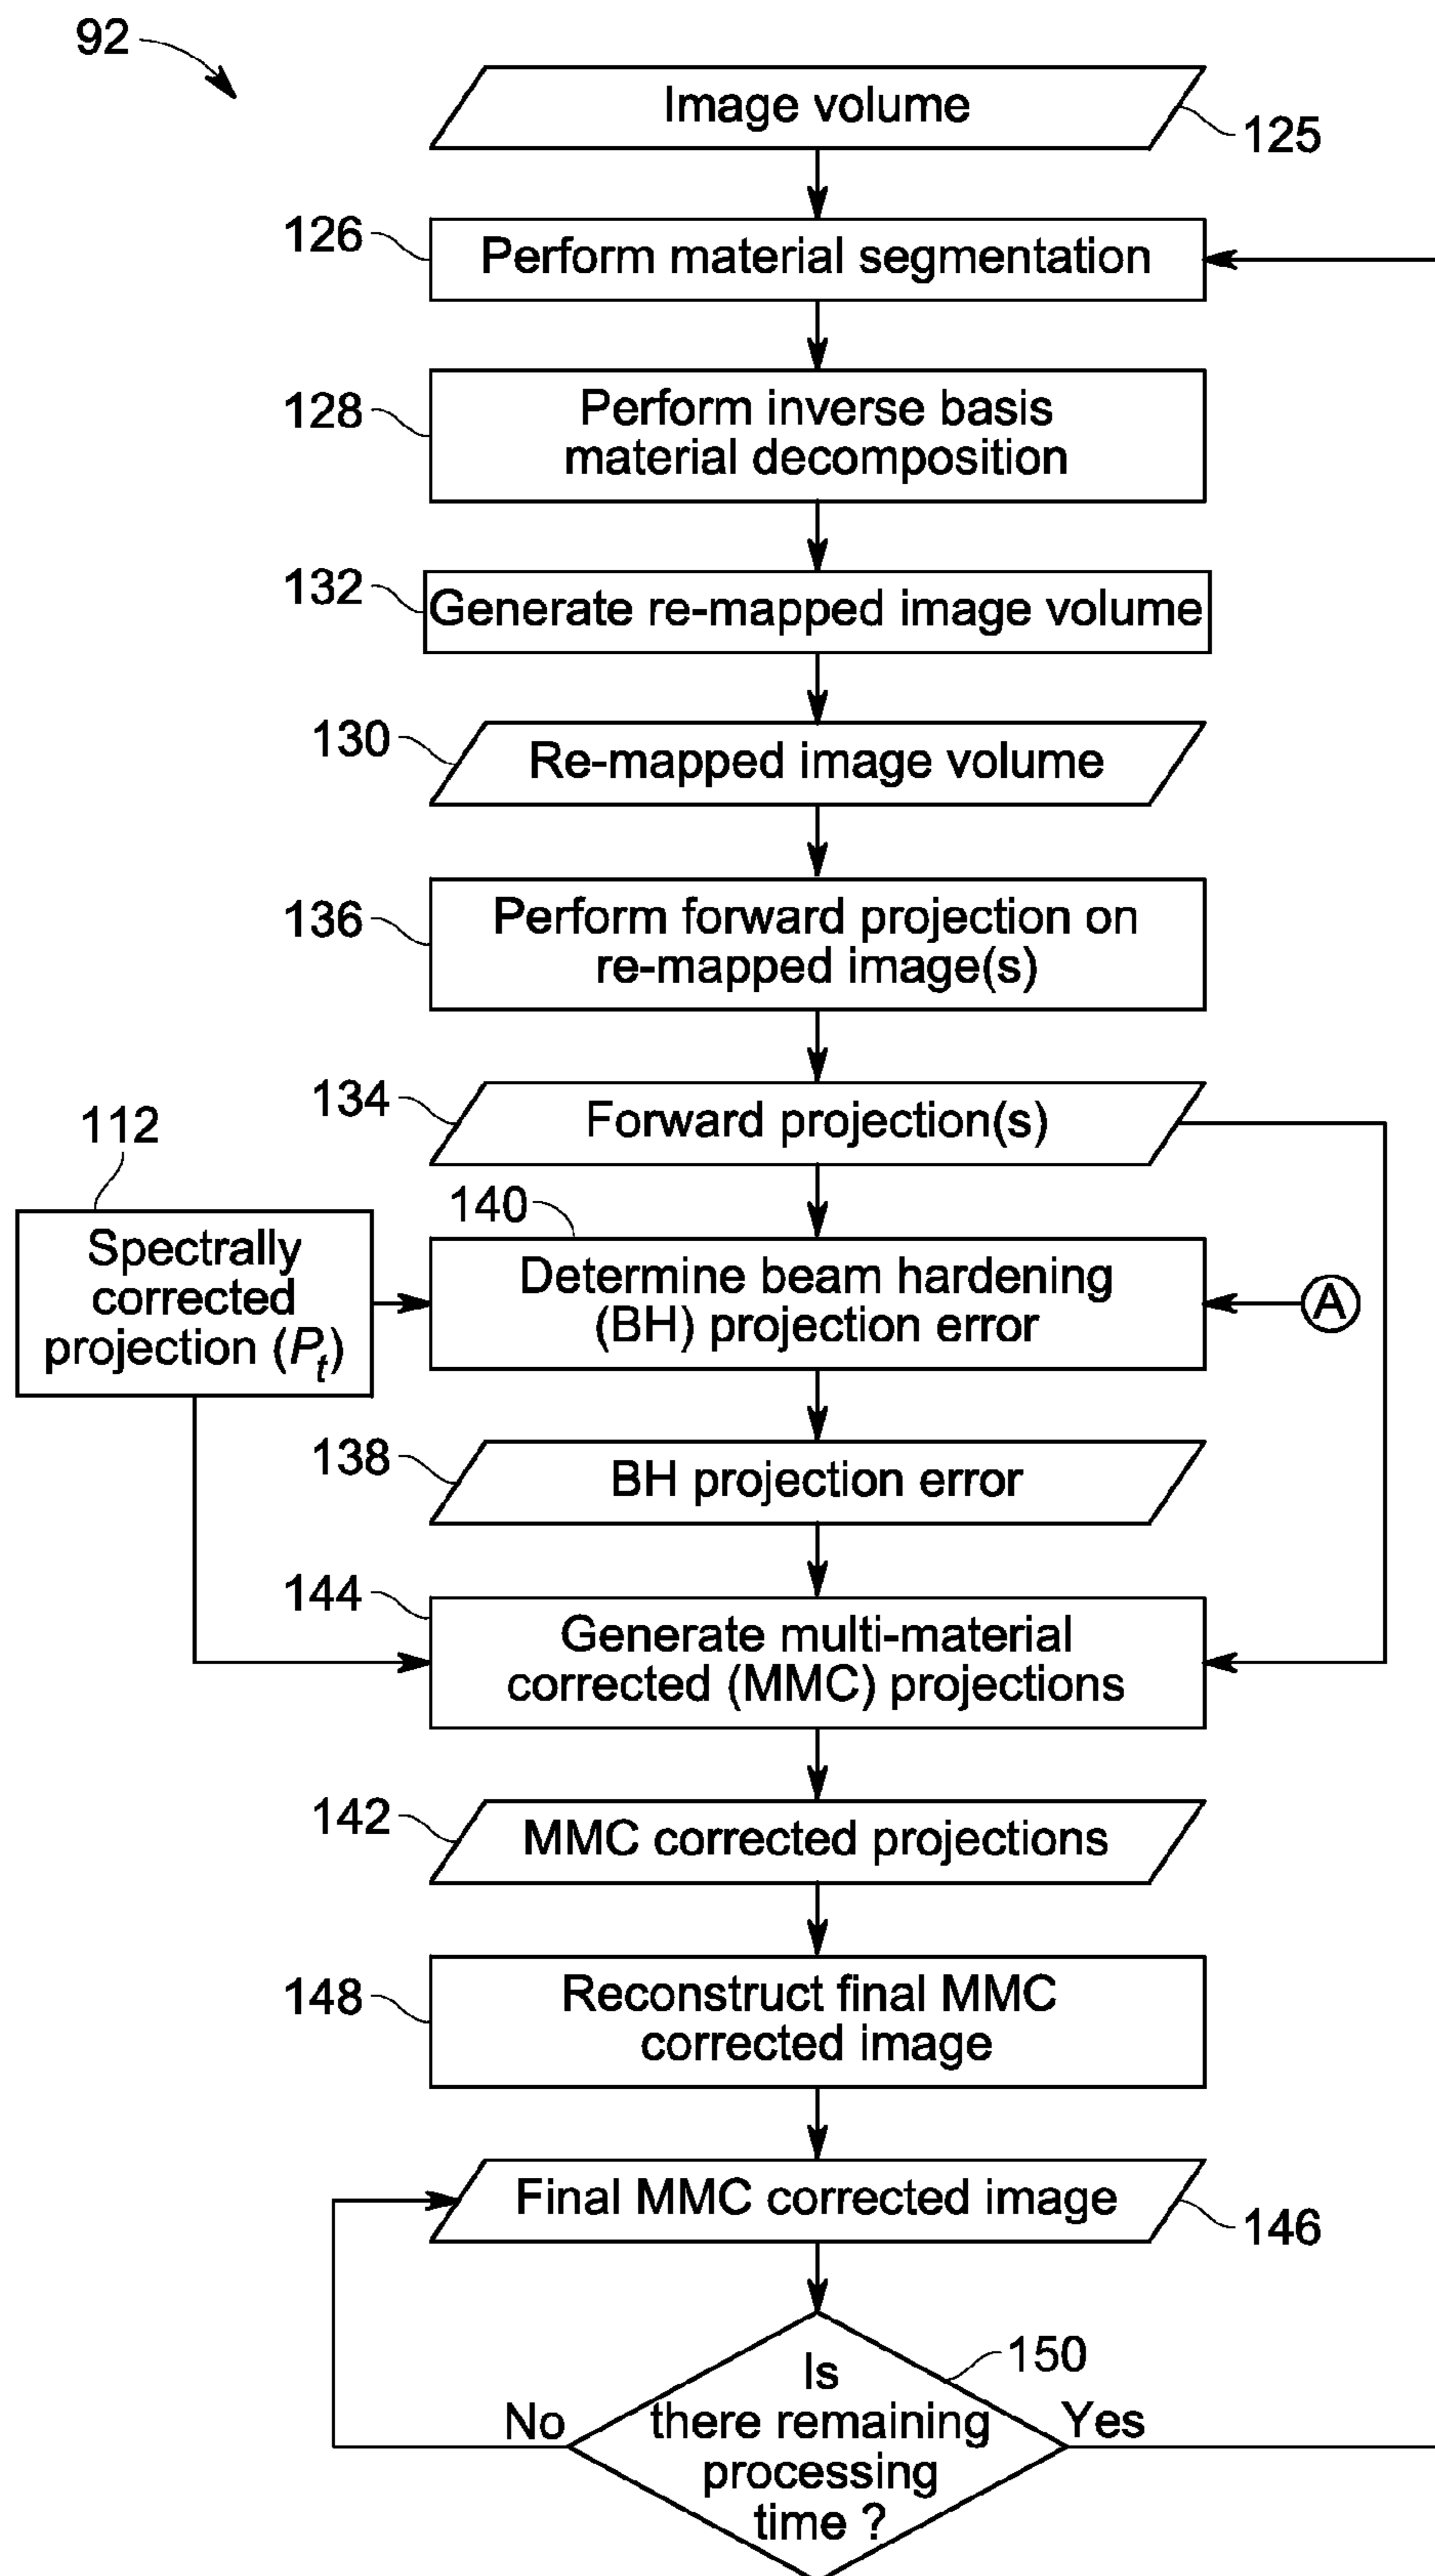 92
Image volume
125
126
Perform material segmentation
128
Perform inverse basis
material decomposition
132
Generate re-mapped image volume
130
Re-mapped image volume
136
Perform forward projection on
re-mapped image(s)
134
Forward projection(s)
112
Spectrally
corrected
projection (Pt)
140
Determine beam hardening
(BH) projection error
A
138
BH projection error
144
Generate multi-material
corrected (MMC) projections
142
MMC corrected projections
148
Reconstruct final MMC
corrected image
Final MMC corrected image
146
150
Is
there remaining
processing
time ?
No
Yes